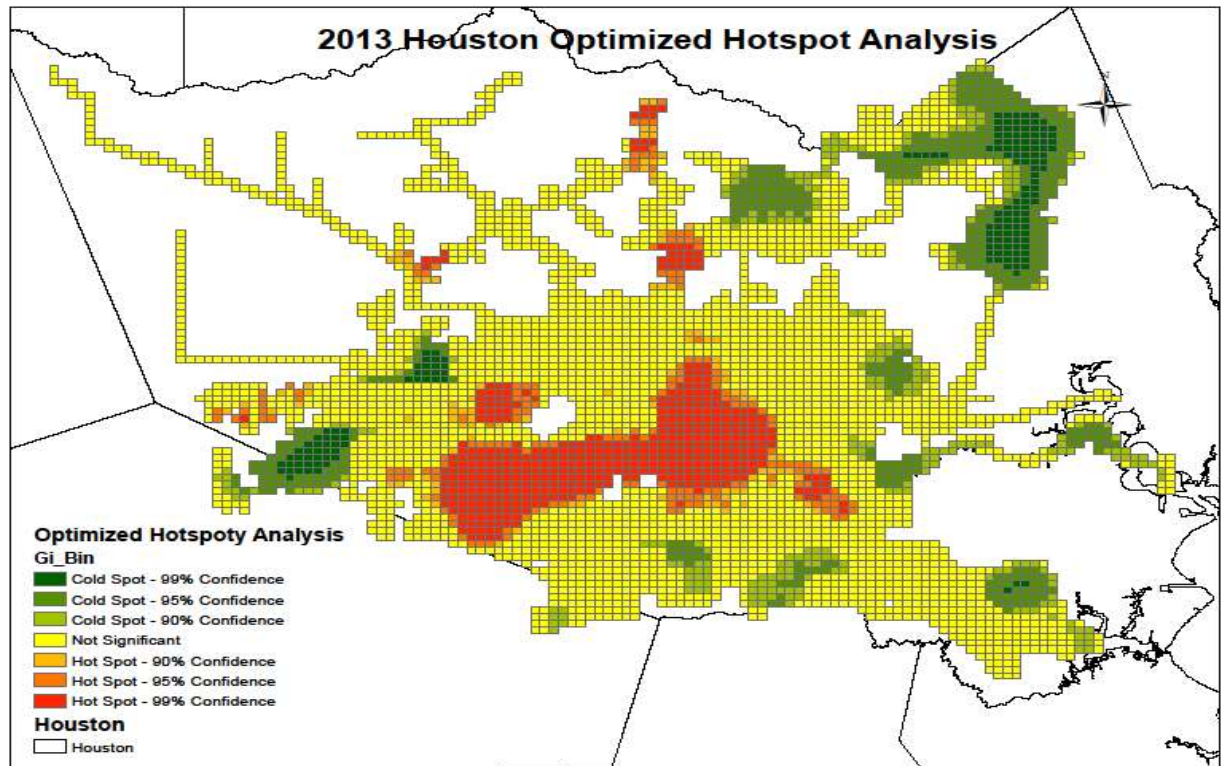 2013 Houston Optimized Hotspot Analysis
Optimized Hotspoty Analysis
Gi_Bin
Cold Spot - 99% Confidence
Cold Spot - 95% Confidence
Cold Spot - 90% Confidence
Not Significant
Hot Spot - 90% Confidence
Hot Spot - 95% Confidence
Hot Spot - 99% Confidence
Houston
Houston